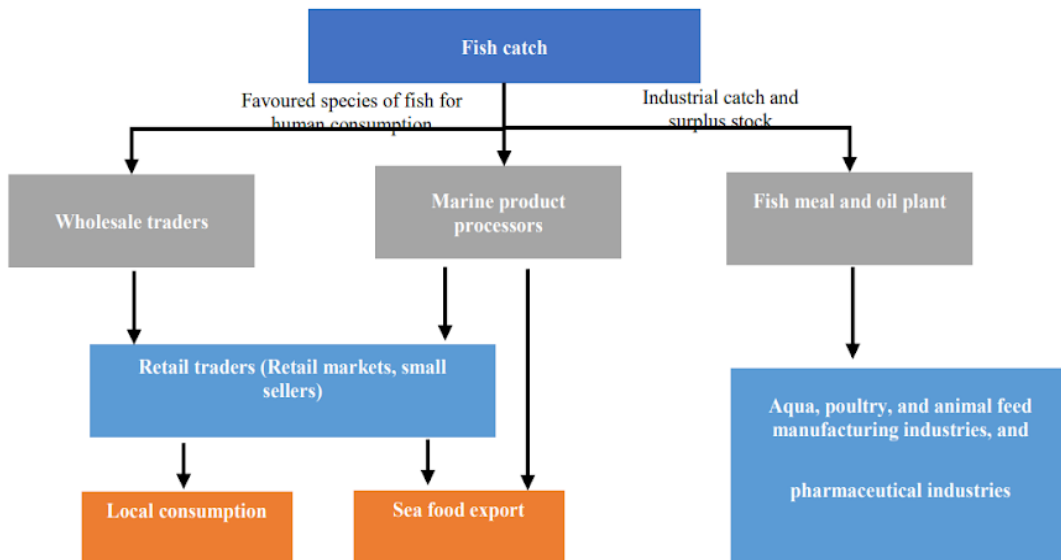 Fish catch
Favoured species of fish for
human consumption
Industrial catch and
surplus stock
Wholesale traders
Marine product
processors
Fish meal and oil plant
Retail traders (Retail markets, small
sellers)
Aqua, poultry, and animal feed
manufacturing industries, and
pharmaceutical industries
Local consumption
Sea food export